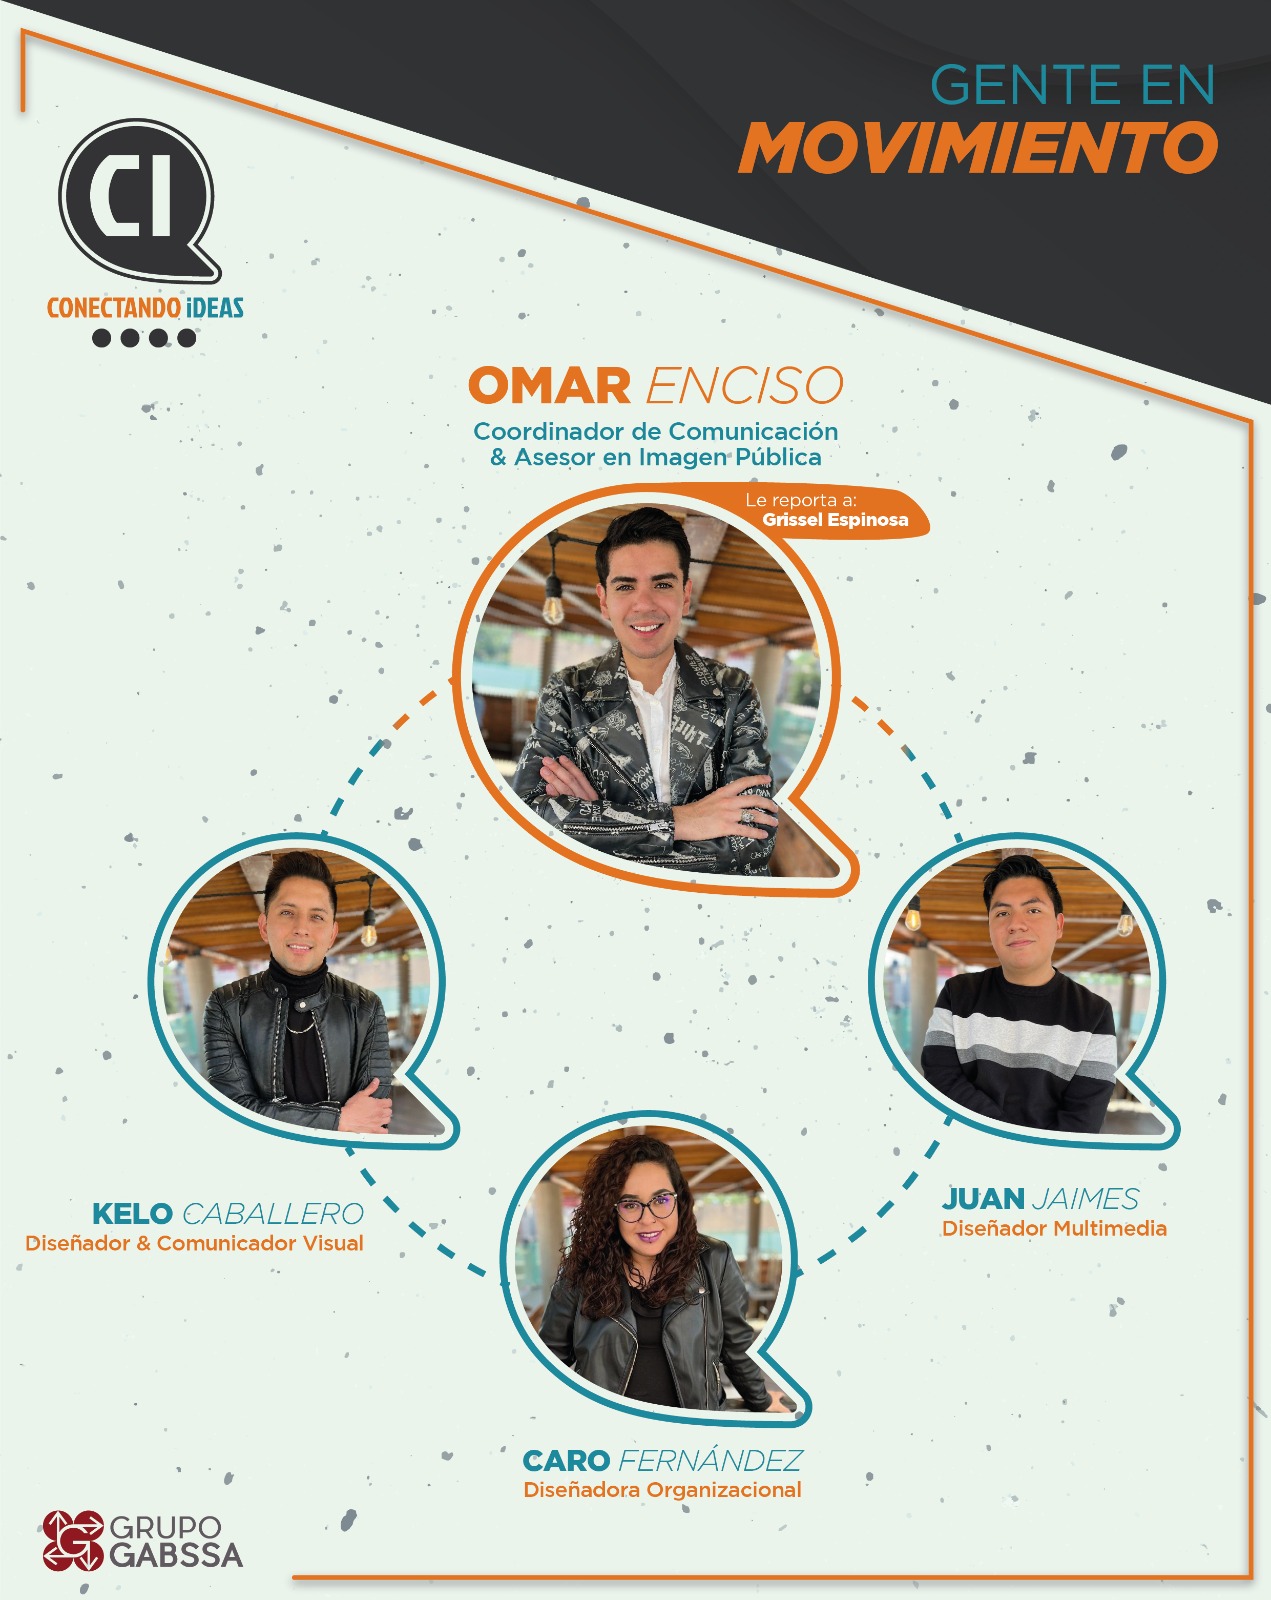 GENTE EN
MOVIMIENTO
CI
CONECTANDO iDEAS
OMAR ENCISO
Coordinador de Comunicación
& Asesor en Imagen Pública
Le reporta a:
Grissel Espinosa
KELO CABALLERO
Diseñador & Comunicador Visual
JUAN JAIMES
Diseñador Multimedia
CARO FERNÁNDEZ
Diseñadora Organizacional
G
GRUPO
GABSSA